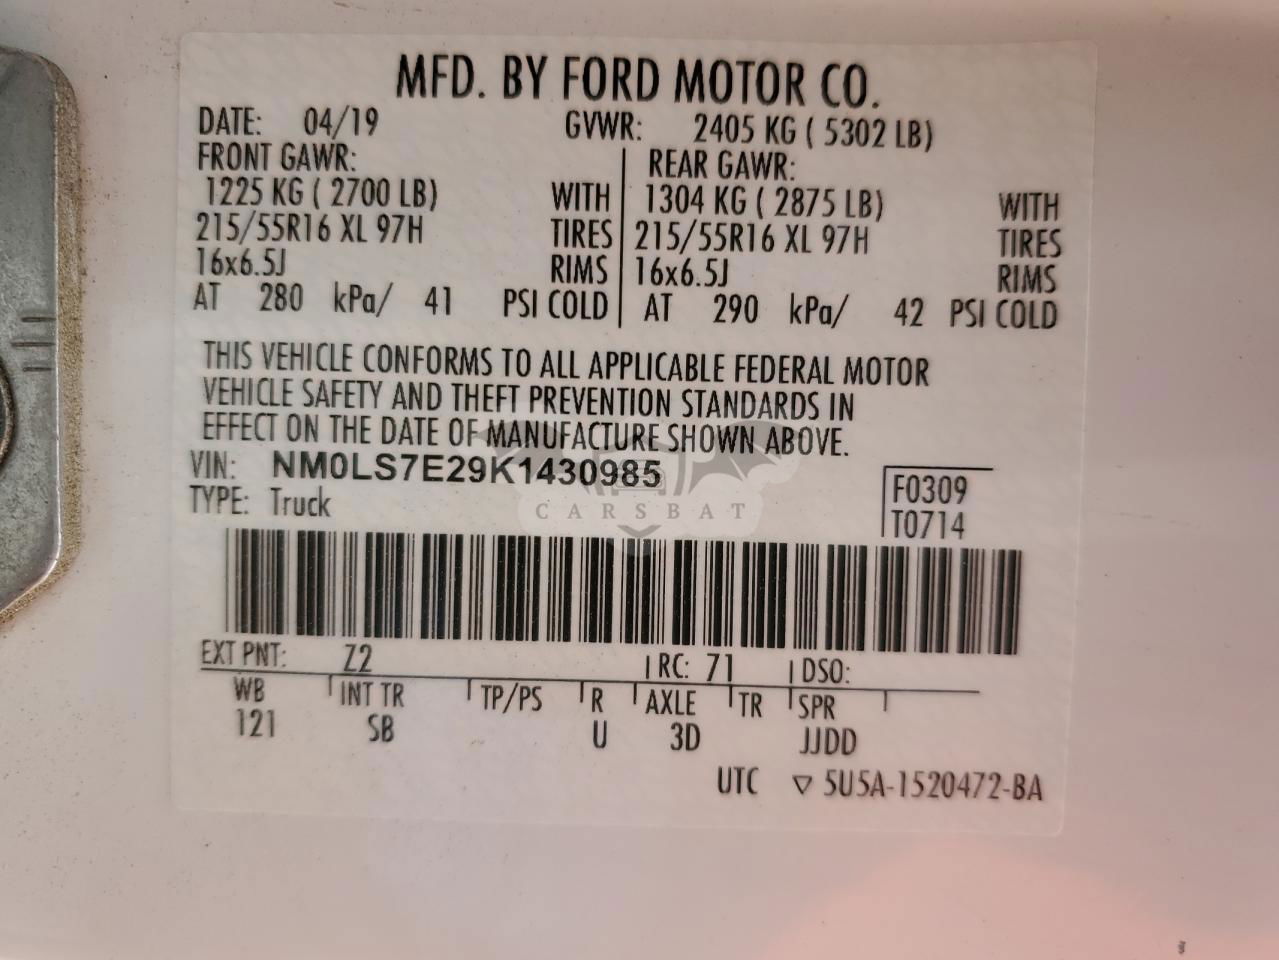 MFD. BY FORD MOTOR CO.
DATE: 04/19 GVWR: 2405 KG ( 5302 LB)
FRONT GAWR: REAR GAWR:
1225 KG ( 2700 LB) WITH 1304 KG ( 2875 LB) WITH
215/55R16 XL 97H TIRES 215/55R16 XL 97H TIRES
16x6.5J RIMS 16x6.5J RIMS
AT 280 kPa/ 41 PSI COLD AT 290 kPa/ 42 PSI COLD
THIS VEHICLE CONFORMS TO ALL APPLICABLE FEDERAL MOTOR
VEHICLE SAFETY AND THEFT PREVENTION STANDARDS IN
EFFECT ON THE DATE OF MANUFACTURE SHOWN ABOVE.
VIN: NM0LS7E29K1430985
TYPE: Truck
F0309
T0714
CARSBAT
EXT PNT: Z2 RC: 71 DSO:
WB INT TR TP/PS R AXLE TR SPR
121 SB U 3D JJDD
UTC ▽ 5U5A-1520472-BA